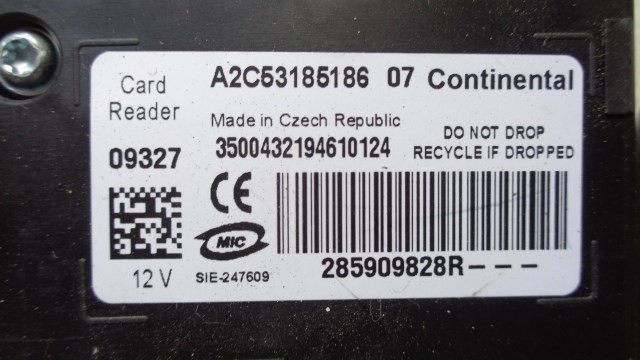 Card Reader
A2C53185186 07 Continental
Made in Czech Republic
09327
3500432194610124
DO NOT DROP
RECYCLE IF DROPPED
CE
MIC
12 V
SIE-247609
285909828R---